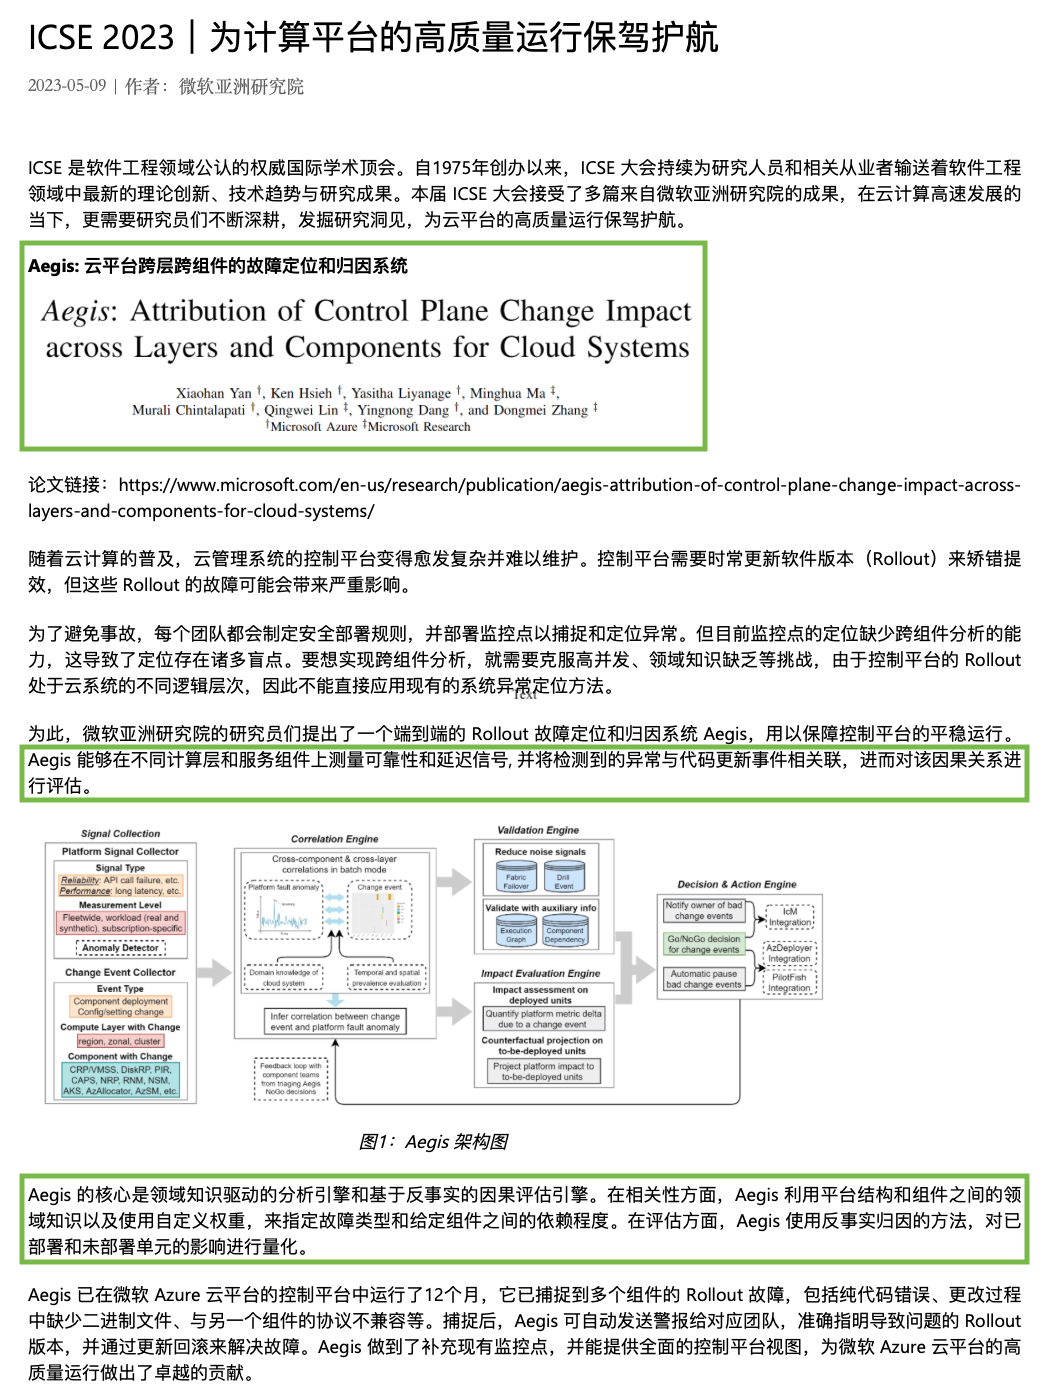 ICSE 2023 | 为计算平台的高质量运行保驾护航
2023-05-09 | 作者：微软亚洲研究院
ICSE 是软件工程领域公认的权威国际学术顶会。自1975年创办以来，ICSE 大会持续为研究人员和相关从业者输送着软件工程
领域中最新的理论创新、技术趋势与研究成果。本届 ICSE 大会接受了多篇来自微软亚洲研究院的成果，在云计算高速发展的
当下，更需要研究员们不断深耕，发掘研究洞见，为云平台的高质量运行保驾护航。
Aegis: 云平台跨层跨组件的故障定位和归因系统
Aegis: Attribution of Control Plane Change Impact
across Layers and Components for Cloud Systems
Xiaohan Yan †, Ken Hsieh †, Yasitha Liyanage †, Minghua Ma ‡,
Murali Chintalapati †, Qingwei Lin ‡, Yingnong Dang †, and Dongmei Zhang ‡
†Microsoft Azure ‡Microsoft Research
论文链接：https://www.microsoft.com/en-us/research/publication/aegis-attribution-of-control-plane-change-impact-across-
layers-and-components-for-cloud-systems/
随着云计算的普及，云管理系统的控制平台变得愈发复杂并难以维护。控制平台需要时常更新软件版本（Rollout）来矫错提
效，但这些 Rollout 的故障可能会带来严重影响。
为了避免事故，每个团队都会制定安全部署规则，并部署监控点以捕捉和定位异常。但目前监控点的定位缺少跨组件分析的能
力，这导致了定位存在诸多盲点。要想实现跨组件分析，就需要克服高并发、领域知识缺乏等挑战，由于控制平台的 Rollout
处于云系统的不同逻辑层次，因此不能直接应用现有的系统异常定位方法。
Text
为此，微软亚洲研究院的研究员们提出了一个端到端的 Rollout 故障定位和归因系统 Aegis，用以保障控制平台的平稳运行。
Aegis 能够在不同计算层和服务组件上测量可靠性和延迟信号, 并将检测到的异常与代码更新事件相关联，进而对该因果关系进
行评估。
Signal Collection
Platform Signal Collector
Signal Type
Reliability: API call failure, etc.
Performance: long latency, etc.
Measurement Level
Fleetwide, workload (real and
synthetic), subscription-specific
Anomaly Detector
Change Event Collector
Event Type
Component deployment
Config/setting change
Compute Layer with Change
region, zonal, cluster
Component with Change
CRP/VMSS, DiskRP, PIR,
CAPS, NRP, RNM, NSM,
AKS, AzAllocator, AzSM, etc.
Correlation Engine
Cross-component & cross-layer
correlations in batch mode
Platform fault anomaly
Change event
Domain knowledge of
cloud system
Temporal and spatial
prevalence evaluation
Infer correlation between change
event and platform fault anomaly
Feedback loop with
component teams
from triaging Aegis
NoGo decisions
Validation Engine
Reduce noise signals
Fabric
Failover
Drill
Event
Validate with auxiliary info
Execution
Graph
Component
Dependency
Impact Evaluation Engine
Impact assessment on
deployed units
Quantify platform metric delta
due to a change event
Counterfactual projection on
to-be-deployed units
Project platform impact to
to-be-deployed units
Decision & Action Engine
Notify owner of bad
change events
Go/NoGo decision
for change events
Automatic pause
bad change events
IcM
Integration
AzDeployer
Integration
PilotFish
Integration
图1：Aegis 架构图
Aegis 的核心是领域知识驱动的分析引擎和基于反事实的因果评估引擎。在相关性方面，Aegis 利用平台结构和组件之间的领
域知识以及使用自定义权重，来指定故障类型和给定组件之间的依赖程度。在评估方面，Aegis 使用反事实归因的方法，对已
部署和未部署单元的影响进行量化。
Aegis 已在微软 Azure 云平台的控制平台中运行了12个月，它已捕捉到多个组件的 Rollout 故障，包括纯代码错误、更改过程
中缺少二进制文件、与另一个组件的协议不兼容等。捕捉后，Aegis 可自动发送警报给对应团队，准确指明导致问题的 Rollout
版本，并通过更新回滚来解决故障。Aegis 做到了补充现有监控点，并能提供全面的控制平台视图，为微软 Azure 云平台的高
质量运行做出了卓越的贡献。